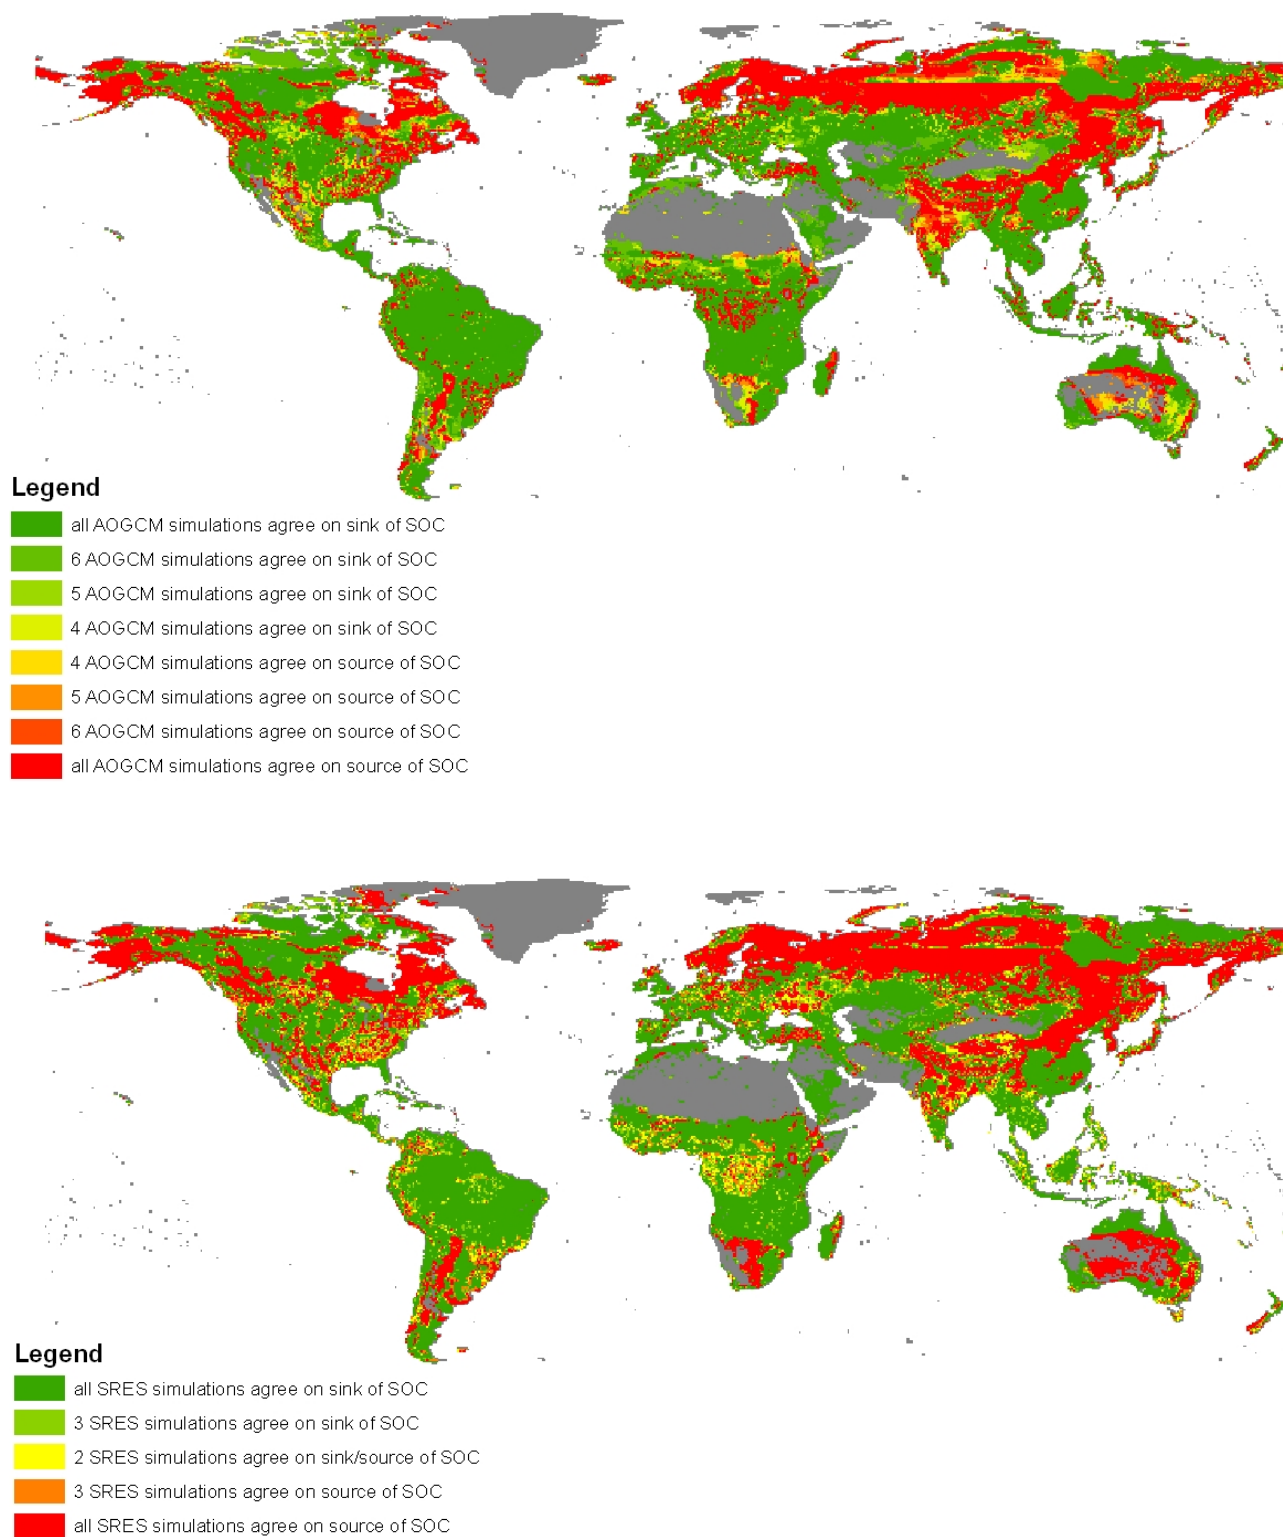 Legend
all AOGCM simulations agree on sink of SOC
6 AOGCM simulations agree on sink of SOC
5 AOGCM simulations agree on sink of SOC
4 AOGCM simulations agree on sink of SOC
4 AOGCM simulations agree on source of SOC
5 AOGCM simulations agree on source of SOC
6 AOGCM simulations agree on source of SOC
all AOGCM simulations agree on source of SOC
Legend
all SRES simulations agree on sink of SOC
3 SRES simulations agree on sink of SOC
2 SRES simulations agree on sink/source of SOC
3 SRES simulations agree on source of SOC
all SRES simulations agree on source of SOC